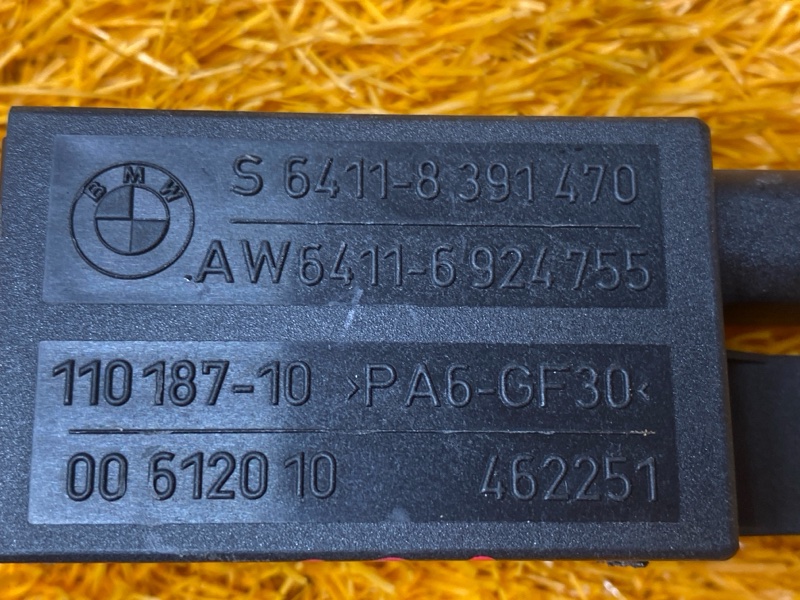 BMW
S 6411-8 391 470
AW 6411-6 924 755
110 187-10 >PA6-GF30<
00 6120 10 462251